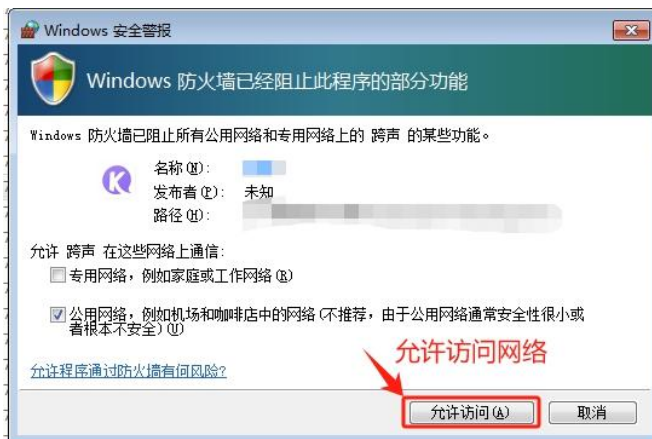 Windows 安全警报
Windows 防火墙已经阻止此程序的部分功能
Windows 防火墙已阻止所有公用网络和专用网络上的 跨声 的某些功能。
K
名称(N):
发布者(P): 未知
路径(H):
允许 跨声 在这些网络上通信:
专用网络，例如家庭或工作网络(R)
公用网络，例如机场和咖啡店中的网络(不推荐，由于公用网络通常安全性很小或
者根本不安全)(U)
允许访问网络
允许程序通过防火墙有何风险?
允许访问(A) 取消